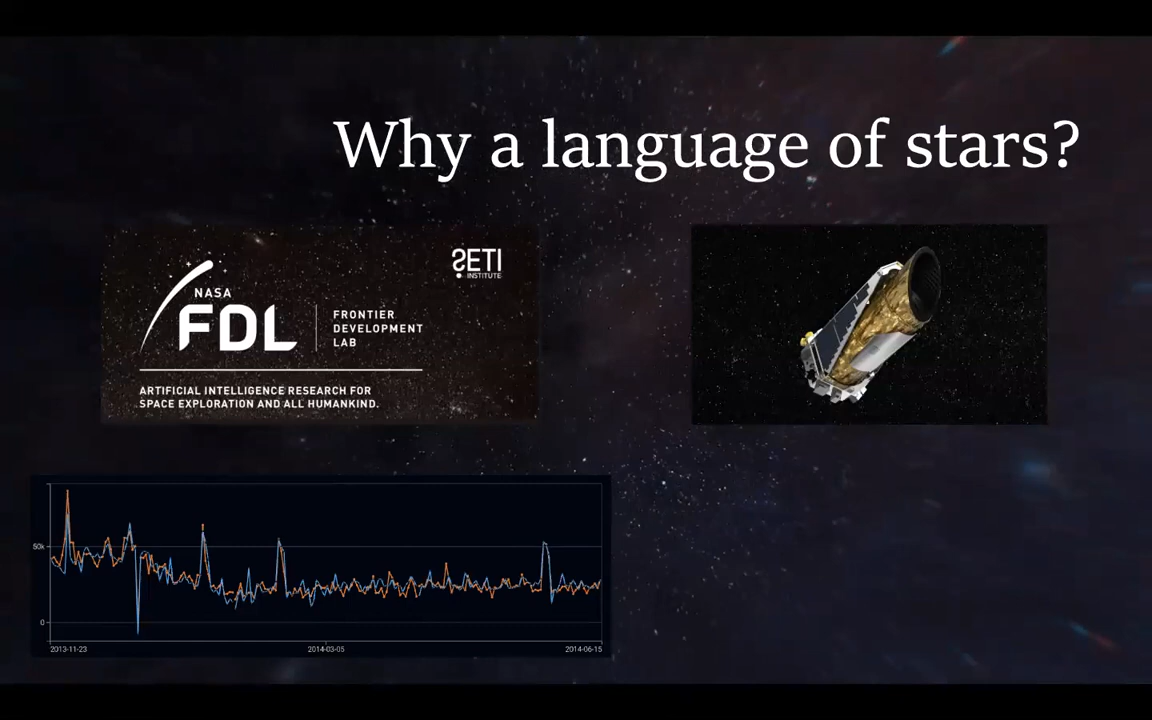 Why a language of stars?
SETI
INSTITUTE
NASA
FDL
FRONTIER
DEVELOPMENT
LAB
ARTIFICIAL INTELLIGENCE RESEARCH FOR
SPACE EXPLORATION AND ALL HUMANKIND.
50k
0
2013-11-23
2014-03-05
2014-06-15